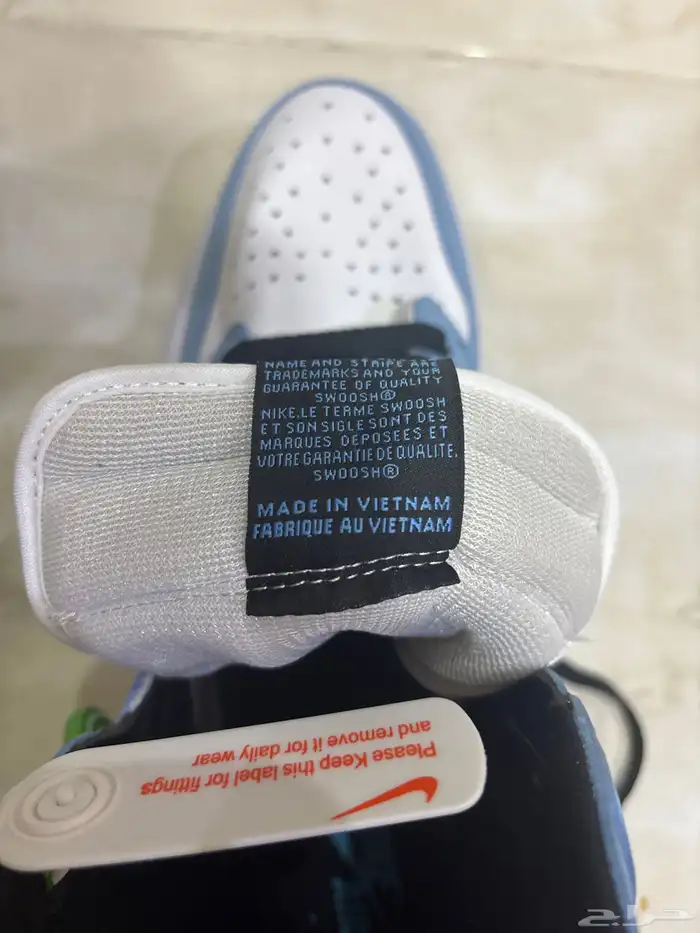 NAME AND STRIPE ARE
TRADEMARKS AND YOUR
GUARANTEE OF QUALITY
SWOOSH®
NIKE.LE TERME SWOOSH
ET SON SIGLE SONT DES
MARQUES DEPOSEES ET
VOTRE GARANTIE DE QUALITE.
SWOOSH®
MADE IN VIETNAM
FABRIQUE AU VIETNAM
Please Keep this label for fittings
and remove it for daily wear
حراج